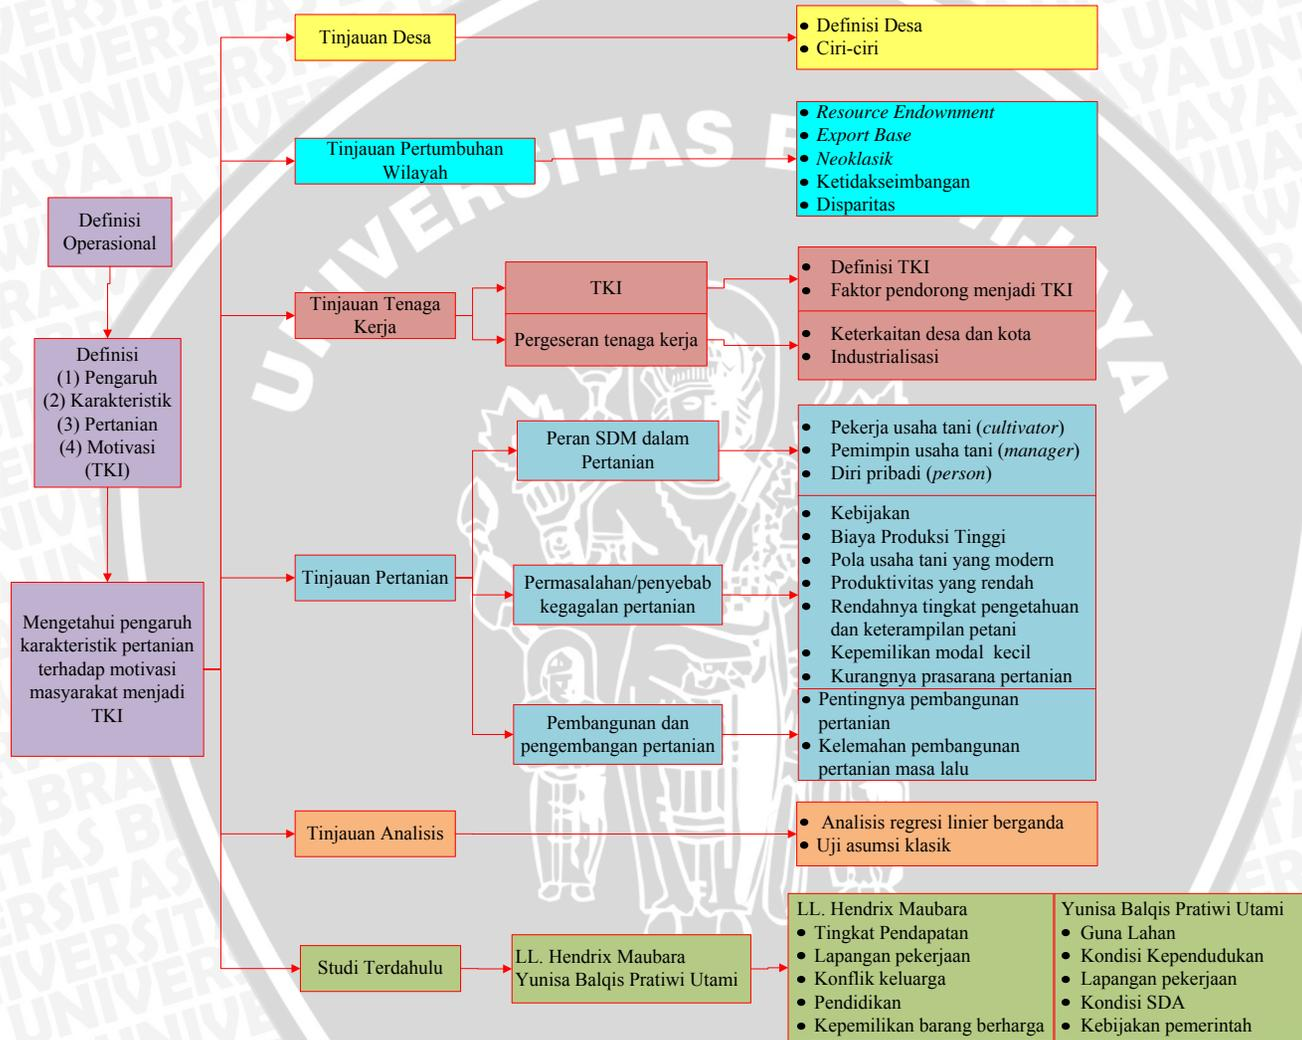 Definisi
Operasional
Definisi
(1) Pengaruh
(2) Karakteristik
(3) Pertanian
(4) Motivasi
(TKI)
Mengetahui pengaruh
karakteristik pertanian
terhadap motivasi
masyarakat menjadi
TKI
Tinjauan Desa
• Definisi Desa
• Ciri-ciri
Tinjauan Pertumbuhan
Wilayah
• Resource Endownment
• Export Base
• Neoklasik
• Ketidakseimbangan
• Disparitas
Tinjauan Tenaga
Kerja
TKI
• Definisi TKI
• Faktor pendorong menjadi TKI
Pergeseran tenaga kerja
• Keterkaitan desa dan kota
• Industrialisasi
Tinjauan Pertanian
Peran SDM dalam
Pertanian
• Pekerja usaha tani (cultivator)
• Pemimpin usaha tani (manager)
• Diri pribadi (person)
Permasalahan/penyebab
kegagalan pertanian
• Kebijakan
• Biaya Produksi Tinggi
• Pola usaha tani yang modern
• Produktivitas yang rendah
• Rendahnya tingkat pengetahuan
dan keterampilan petani
• Kepemilikan modal kecil
• Kurangnya prasarana pertanian
Pembangunan dan
pengembangan pertanian
• Pentingnya pembangunan
pertanian
• Kelemahan pembangunan
pertanian masa lalu
Tinjauan Analisis
• Analisis regresi linier berganda
• Uji asumsi klasik
Studi Terdahulu
LL. Hendrix Maubara
Yunisa Balqis Pratiwi Utami
LL. Hendrix Maubara
• Tingkat Pendapatan
• Lapangan pekerjaan
• Konflik keluarga
• Pendidikan
• Kepemilikan barang berharga
Yunisa Balqis Pratiwi Utami
• Guna Lahan
• Kondisi Kependudukan
• Lapangan pekerjaan
• Kondisi SDA
• Kebijakan pemerintah